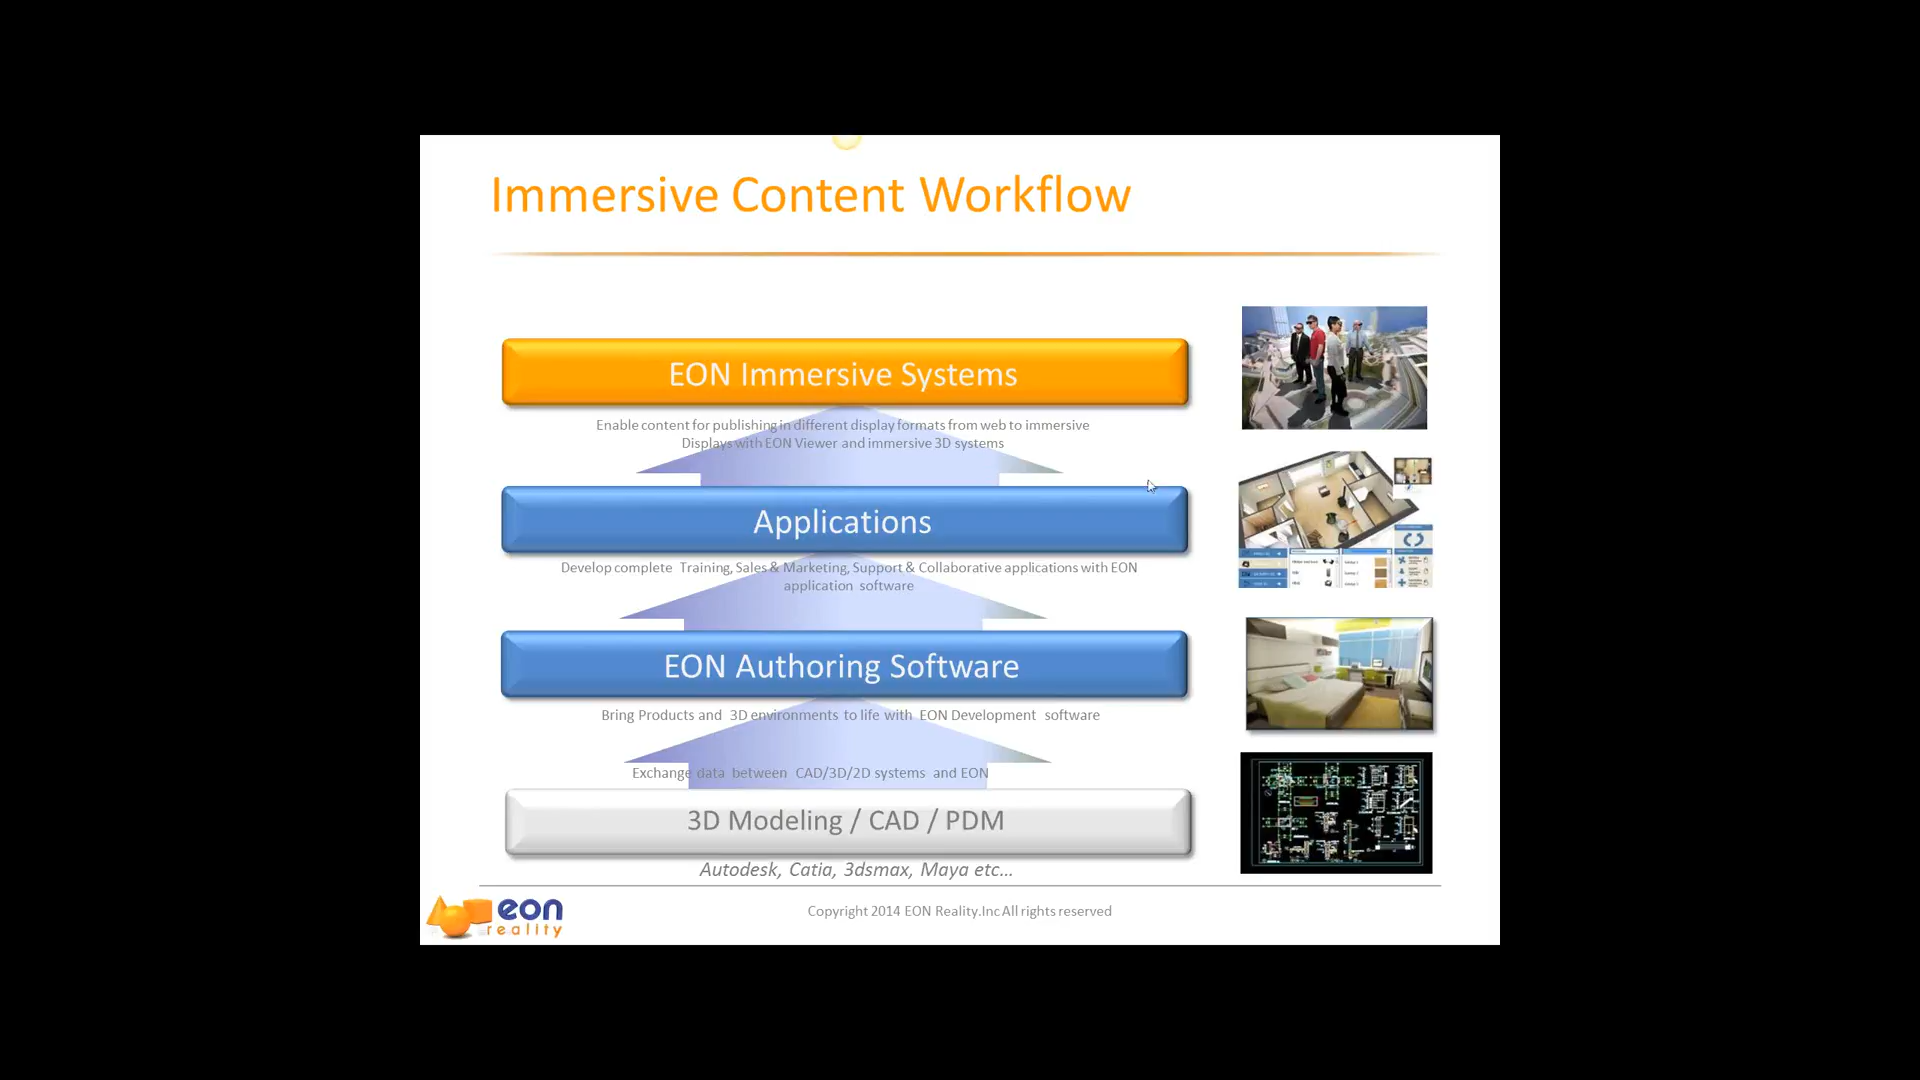 Immersive Content Workflow
EON Immersive Systems
Enable content for publishing in different display formats from web to immersive
Displays with EON Viewer and immersive 3D systems
Applications
Develop complete Training, Sales & Marketing, Support & Collaborative applications with EON
application software
EON Authoring Software
Bring Products and 3D environments to life with EON Development software
Exchange data between CAD/3D/2D systems and EON
3D Modeling / CAD / PDM
Autodesk, Catia, 3dsmax, Maya etc...
eon
reality
Copyright 2014 EON Reality.Inc All rights reserved